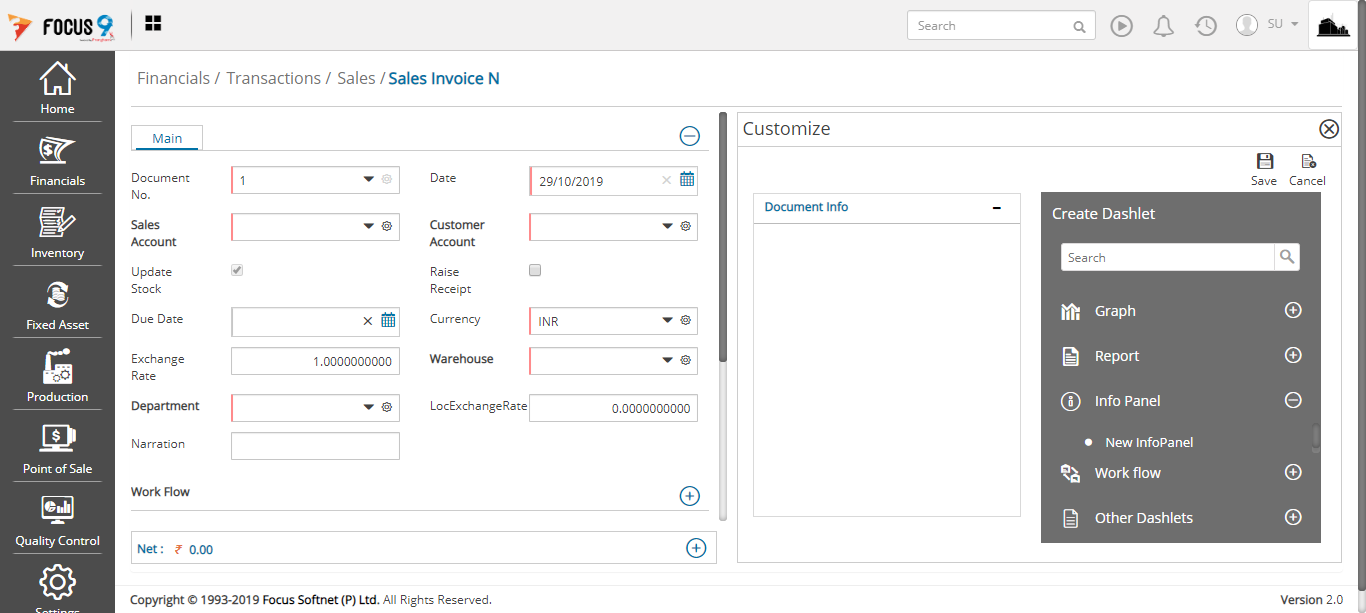 FOCUS 9
Search
SU
Home
Financials
Inventory
Fixed Asset
Production
Point of Sale
Quality Control
Settings
Financials / Transactions / Sales / Sales Invoice N
Main
Document
No.
1
Date
29/10/2019
Sales
Account
Customer
Account
Update
Stock
Raise
Receipt
Due Date
Currency
INR
Exchange
Rate
1.0000000000
Warehouse
Department
LocExchangeRate
0.0000000000
Narration
Work Flow
Net : ₹ 0.00
Customize
Save
Cancel
Document Info
Create Dashlet
Search
Graph
Report
Info Panel
New InfoPanel
Work flow
Other Dashlets
Copyright © 1993-2019 Focus Softnet (P) Ltd. All Rights Reserved.
Version 2.0